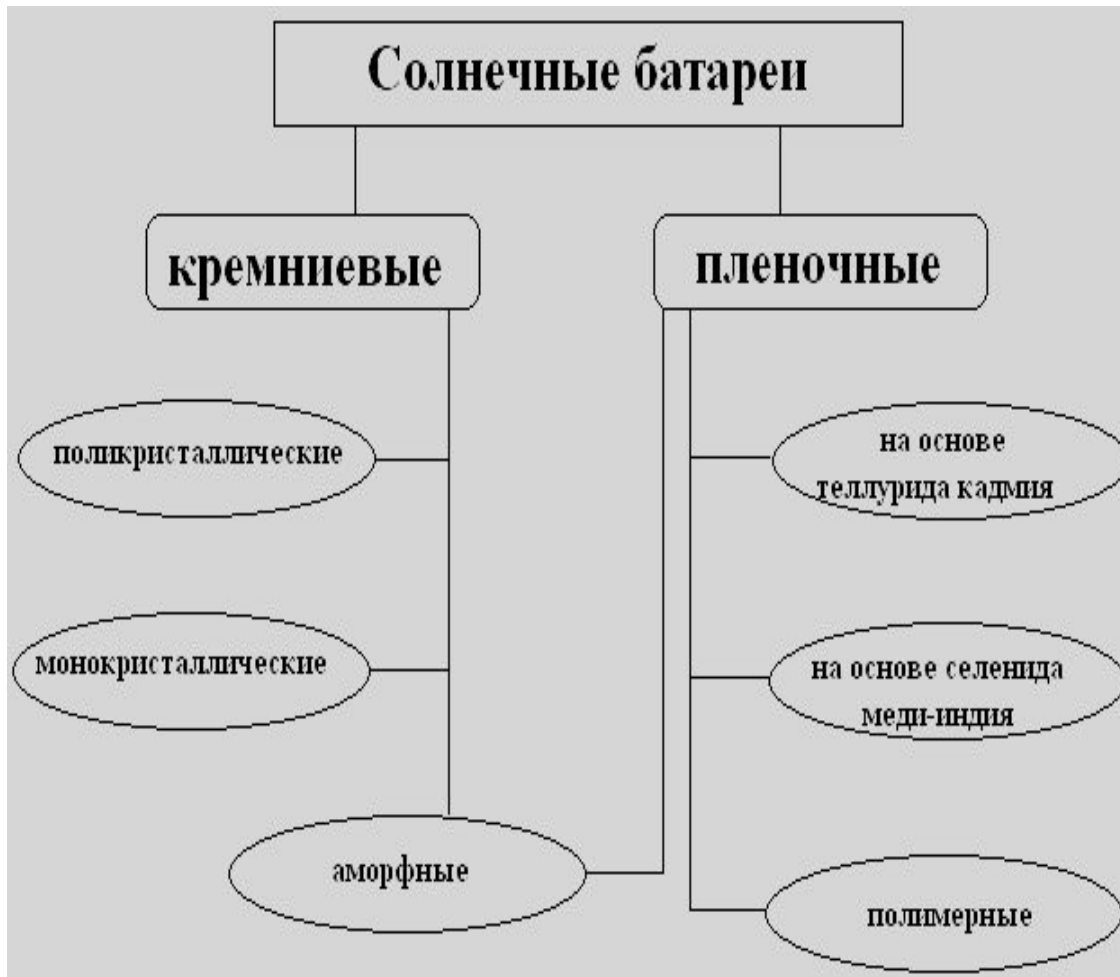 Солнечные батареи
кремниевые
пленочные
поликристаллические
на основе
теллурида кадмия
монокристаллические
на основе селенида
меди-индия
аморфные
полимерные